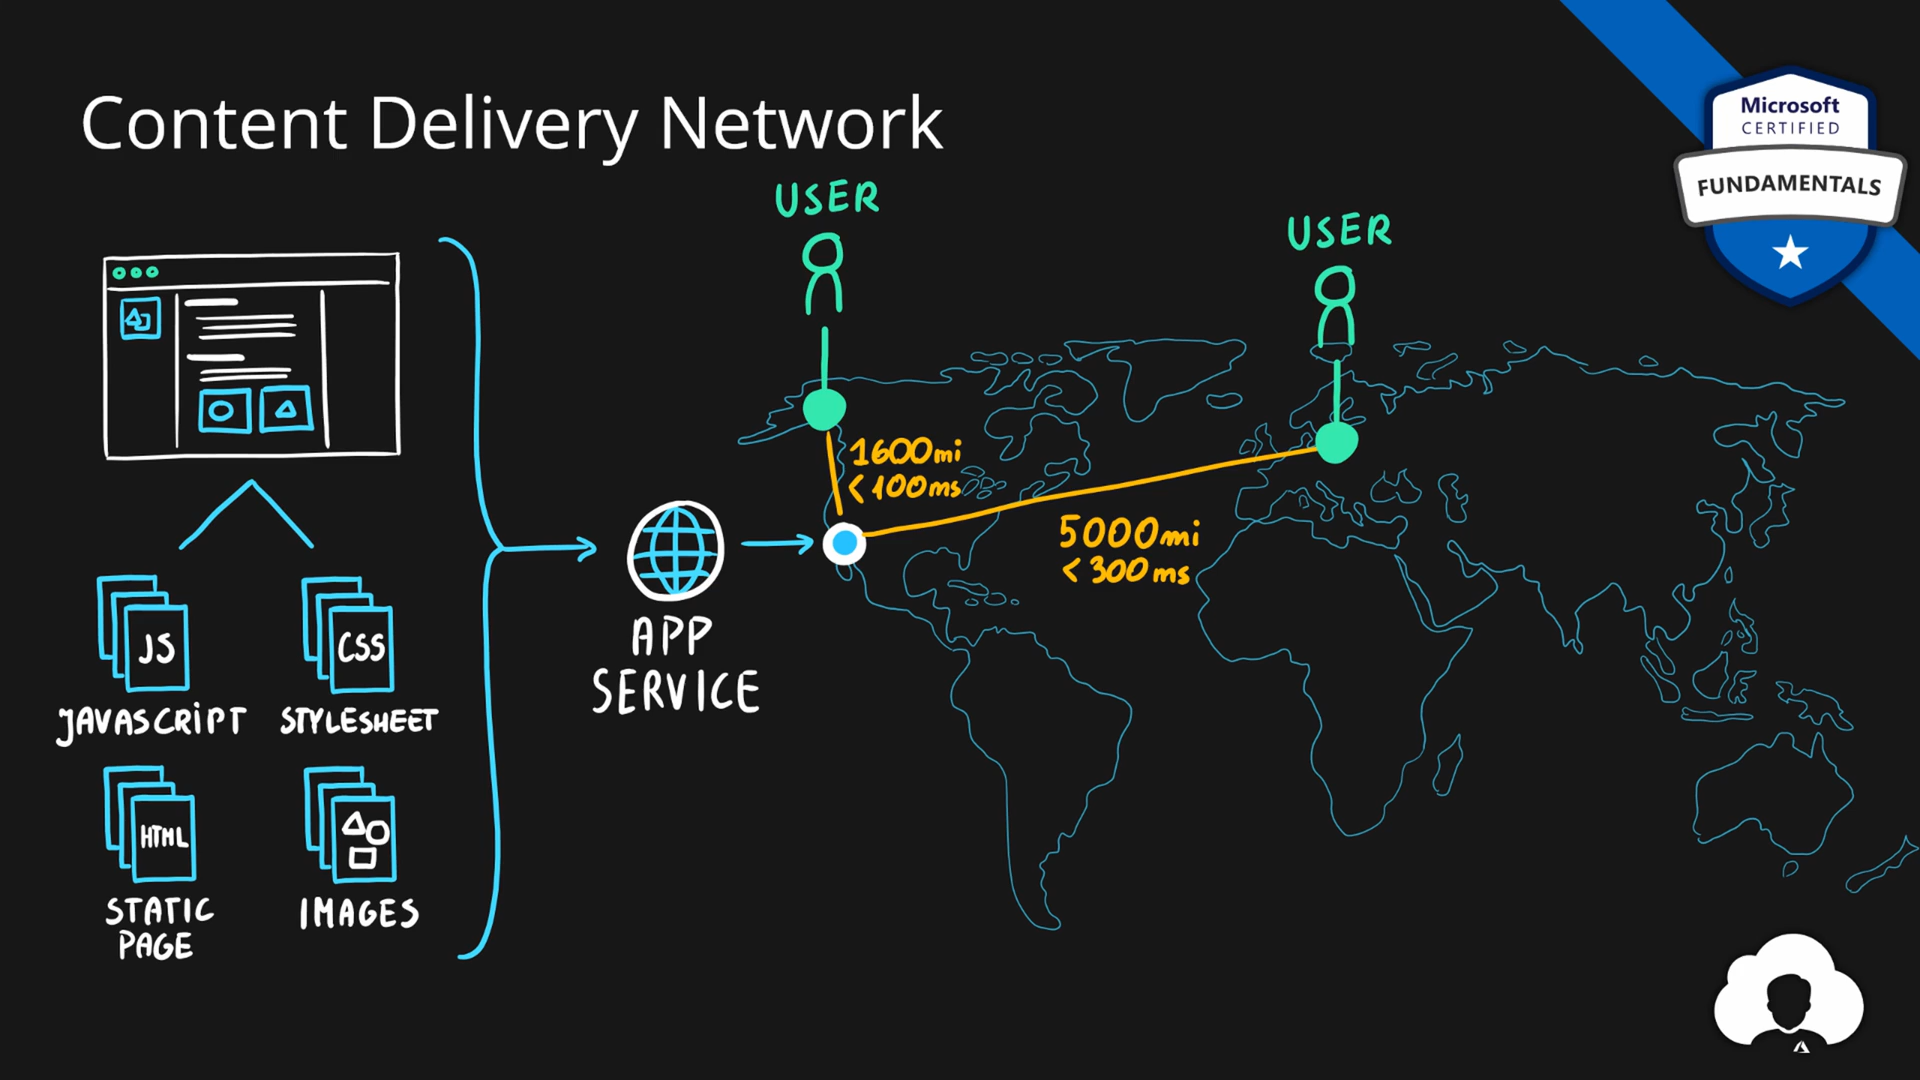 Content Delivery Network
Microsoft
CERTIFIED
FUNDAMENTALS
USER
USER
1600mi
<100ms
5000mi
<300ms
APP
SERVICE
JS
CSS
JAVASCRIPT
STYLESHEET
HTML
STATIC
PAGE
IMAGES